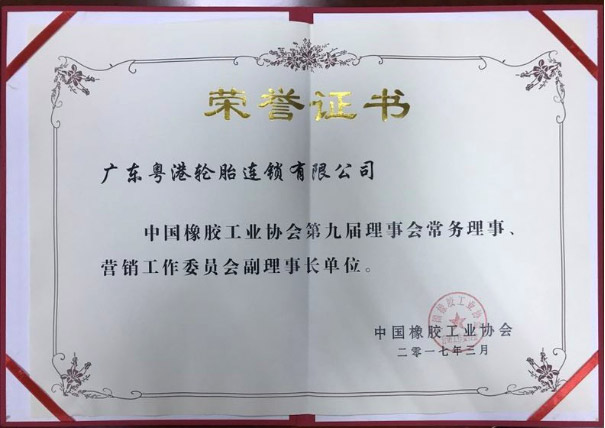 荣誉证书
广东粤港轮胎连锁有限公司
中国橡胶工业协会第九届理事会常务理事、
营销工作委员会副理事长单位。
中国橡胶工业协会
二零一七年三月